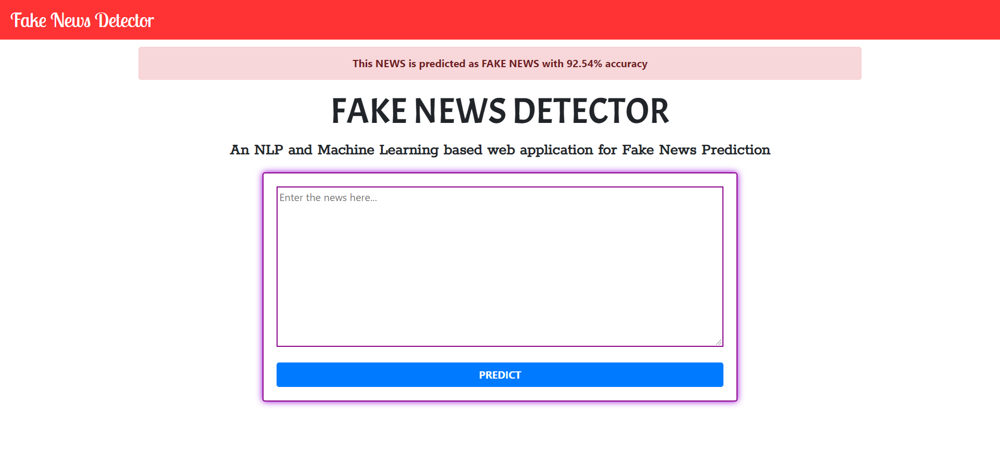 Fake News Detector
This NEWS is predicted as FAKE NEWS with 92.54% accuracy
FAKE NEWS DETECTOR
An NLP and Machine Learning based web application for Fake News Prediction
Enter the news here...
PREDICT